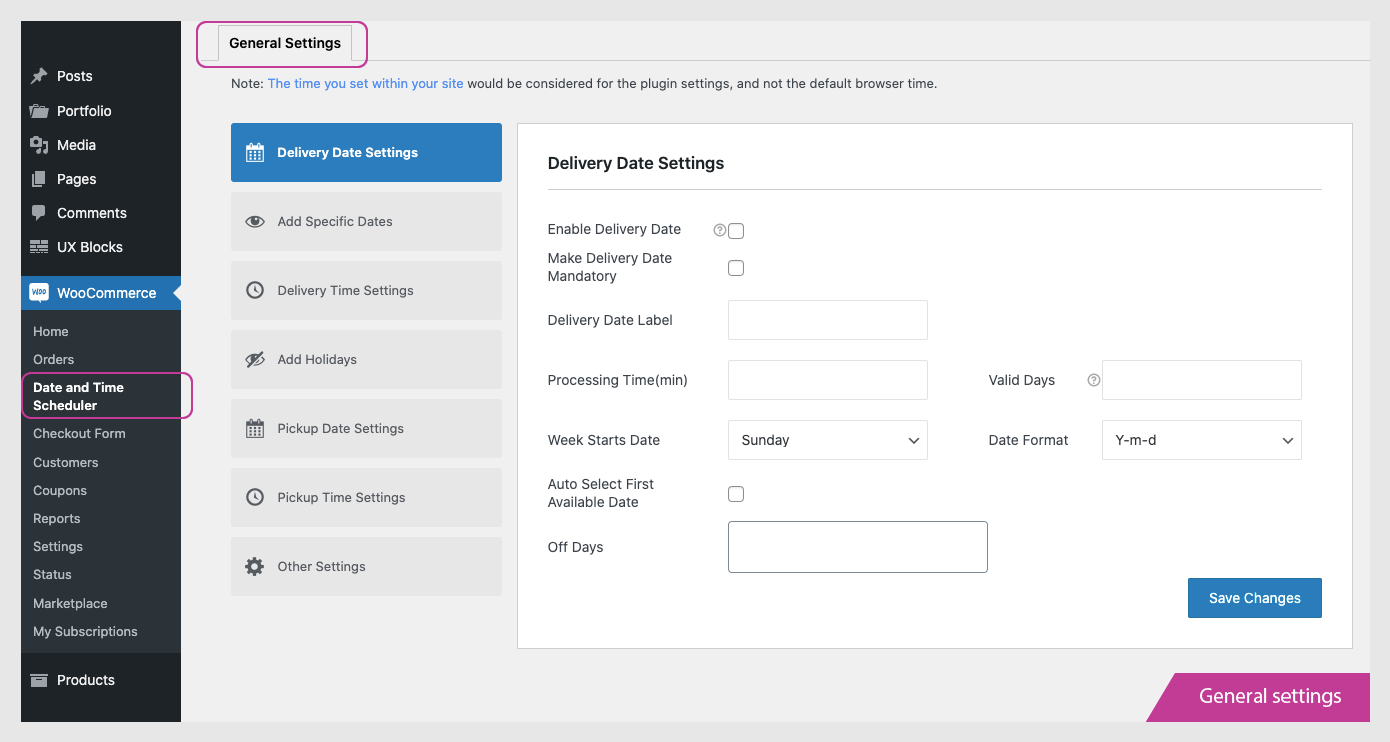 Posts
Portfolio
Media
Pages
Comments
UX Blocks
WOO
WooCommerce
Home
Orders
Date and Time
Scheduler
Checkout Form
Customers
Coupons
Reports
Settings
Status
Marketplace
My Subscriptions
Products
General Settings
Note: The time you set within your site would be considered for the plugin settings, and not the default browser time.
Delivery Date Settings
Add Specific Dates
Delivery Time Settings
Add Holidays
Pickup Date Settings
Pickup Time Settings
Other Settings
Delivery Date Settings
Enable Delivery Date ?
Make Delivery Date
Mandatory
Delivery Date Label
Processing Time(min)
Valid Days ?
Week Starts Date
Sunday
Date Format
Y-m-d
Auto Select First
Available Date
Off Days
Save Changes
General settings